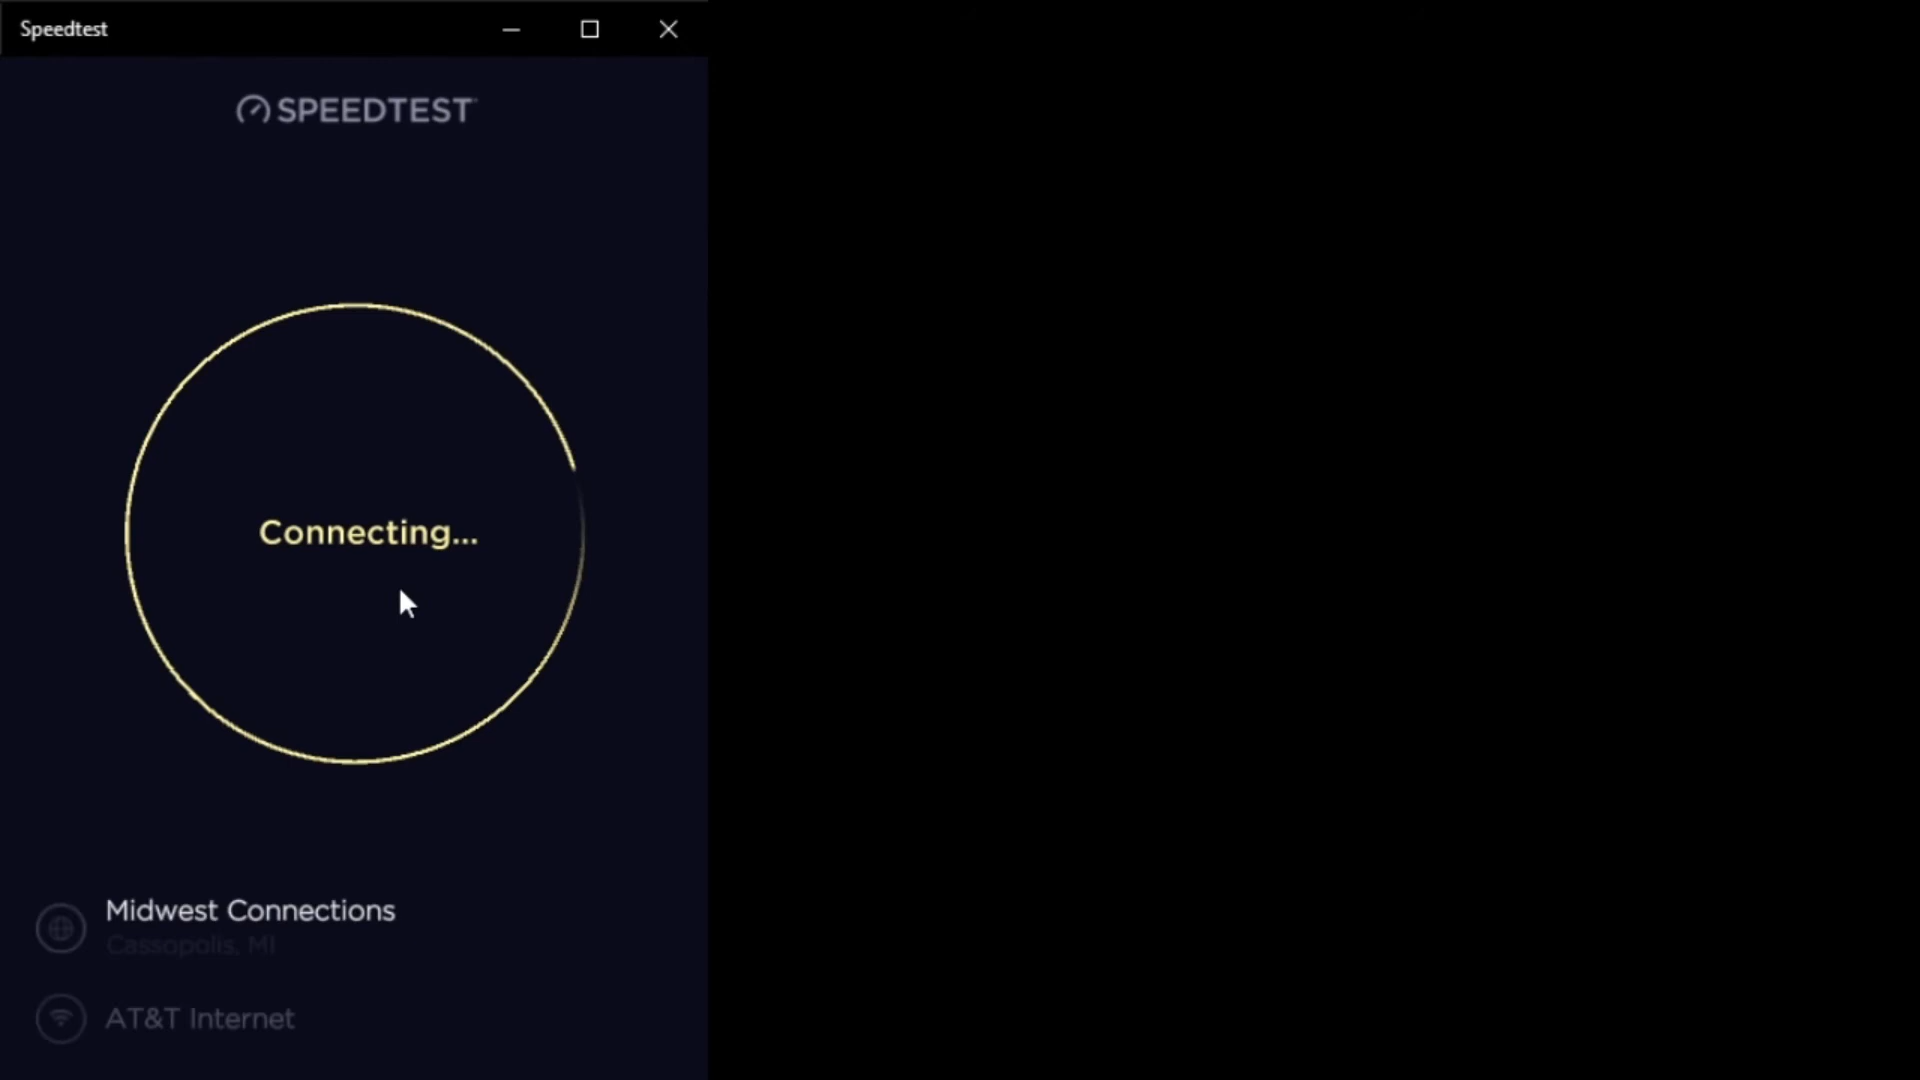 Speedtest
SPEEDTEST
Connecting...
Midwest Connections
Cassopolis, MI
AT&T Internet